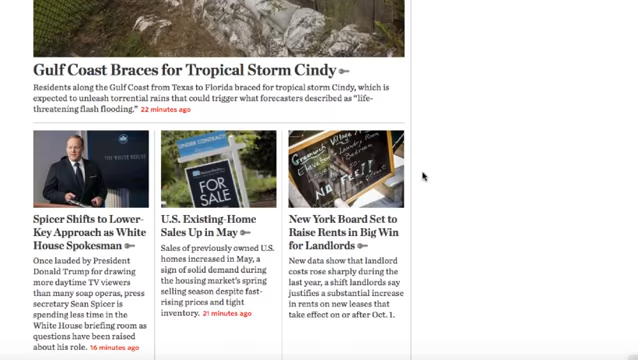 Gulf Coast Braces for Tropical Storm Cindy
Residents along the Gulf Coast from Texas to Florida braced for tropical storm Cindy, which is
expected to unleash torrential rains that could trigger what forecasters described as “life-
threatening flash flooding.” 22 minutes ago
THE WHITE HOUSE
Spicer Shifts to Lower-
Key Approach as White
House Spokesman
Once lauded by President
Donald Trump for drawing
more daytime TV viewers
than many soap operas, press
secretary Sean Spicer is
spending less time in the
White House briefing room as
questions have been raised
about his role. 16 minutes ago
UNDER CONTRACT
FOR
SALE
U.S. Existing-Home
Sales Up in May
Sales of previously owned U.S.
homes increased in May, a
sign of solid demand during
the housing market’s spring
selling season despite fast-
rising prices and tight
inventory. 21 minutes ago
Greenwich Village
Elevator Laundry Room
Bedroom
NO FEE!!
New York Board Set to
Raise Rents in Big Win
for Landlords
New data show that landlord
costs rose sharply during the
last year, a shift landlords say
justifies a substantial increase
in rents on new leases that
take effect on or after Oct. 1.